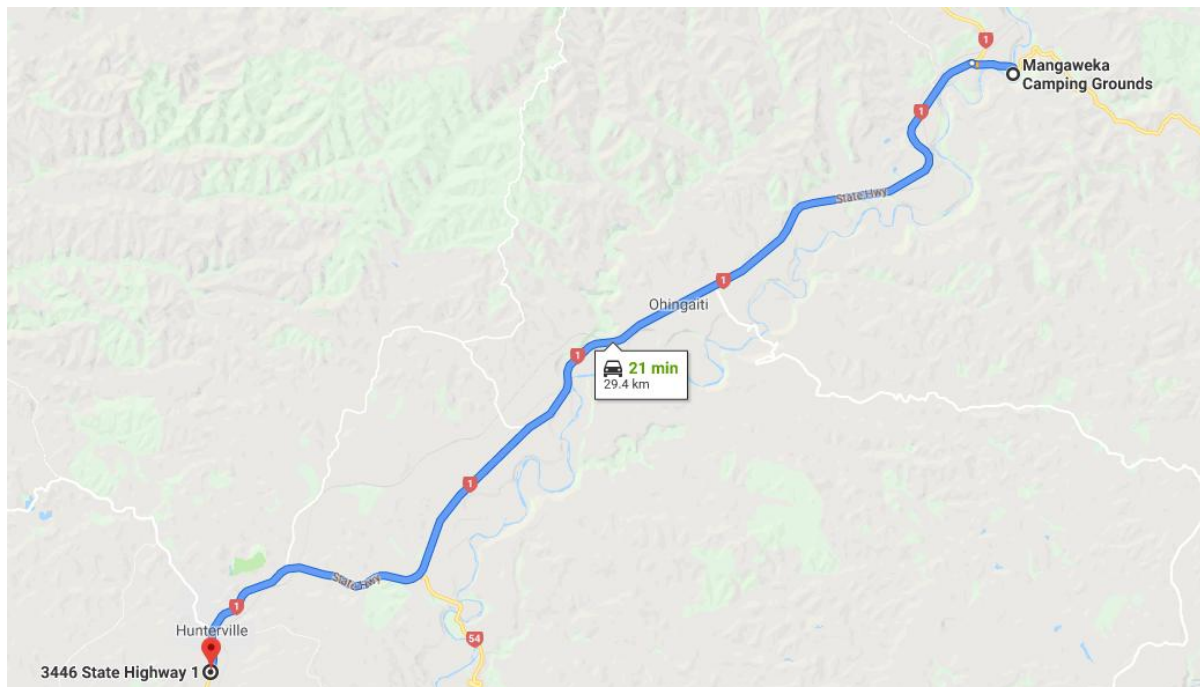 1
Mangaweka
Camping Grounds
1
State Hwy
1
Ohingaiti
1
21 min
29.4 km
1
State Hwy
1
Hunterville
54
3446 State Highway 1